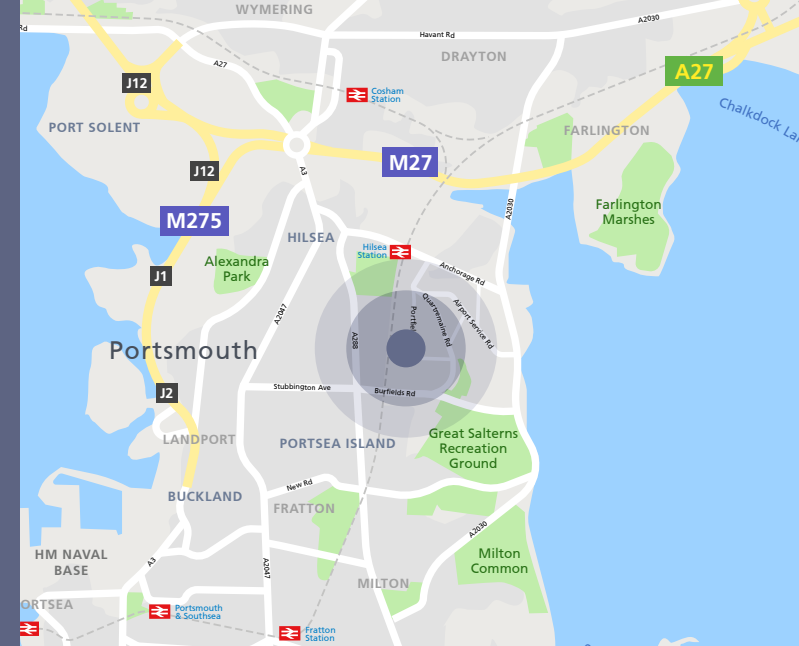 WYMERING
Rd
A2030
Havant Rd
DRAYTON
A27
A27
J12
Cosham
Station
Chalkdock La
PORT SOLENT
FARLINGTON
M27
J12
A3
Farlington
Marshes
A2030
M275
HILSEA
Hilsea
Station
Alexandra
Park
J1
Anchorage Rd
A2047
Quartremaine Rd
Airport Service Rd
Portfie
A288
Portsmouth
J2
Stubbington Ave
Burfields Rd
LANDPORT
PORTSEA ISLAND
Great Salterns
Recreation
Ground
BUCKLAND
New Rd
FRATTON
A2030
HM NAVAL
BASE
A3
A2047
Milton
Common
MILTON
ORTSEA
Portsmouth
& Southsea
Fratton
Station